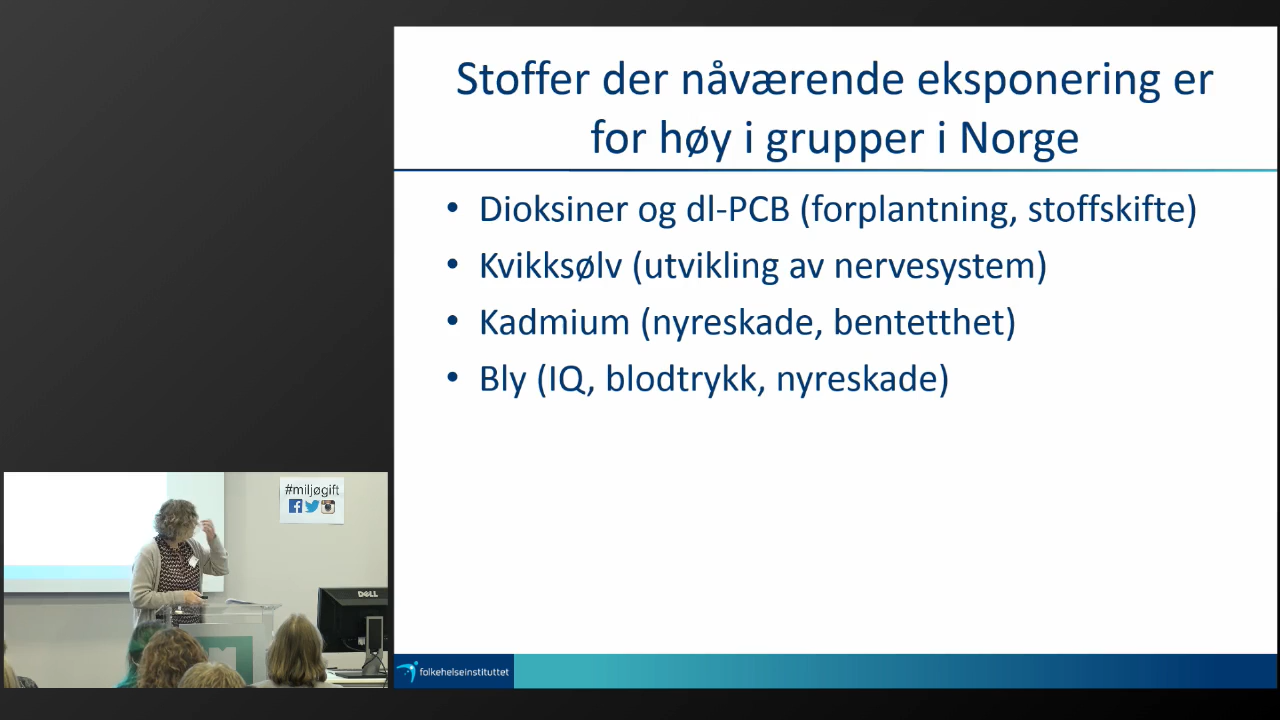 Stoffer der nåværende eksponering er
for høy i grupper i Norge
• Dioksiner og dl-PCB (forplantning, stoffskifte)
• Kvikksølv (utvikling av nervesystem)
• Kadmium (nyreskade, bentetthet)
• Bly (IQ, blodtrykk, nyreskade)
#miljøgift
DELL
folkehelseinstituttet